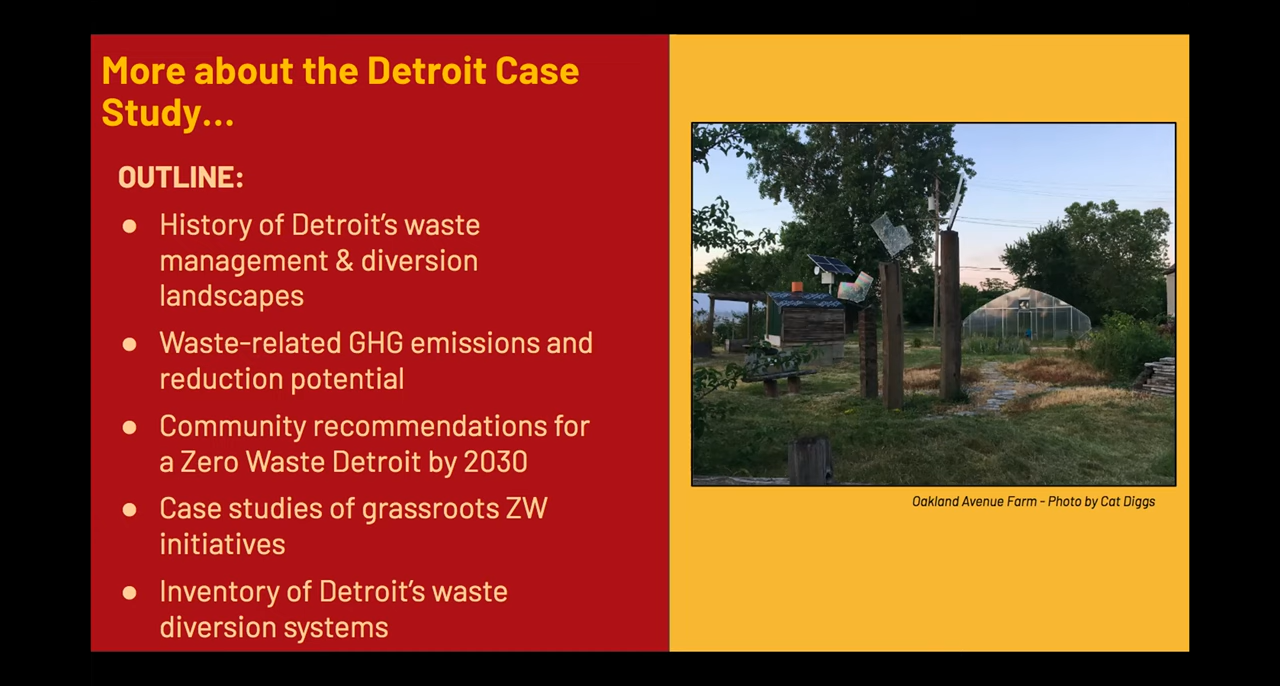 More about the Detroit Case
Study...
OUTLINE:
● History of Detroit's waste
management & diversion
landscapes
● Waste-related GHG emissions and
reduction potential
● Community recommendations for
a Zero Waste Detroit by 2030
● Case studies of grassroots ZW
initiatives
● Inventory of Detroit's waste
diversion systems
Oakland Avenue Farm - Photo by Cat Diggs